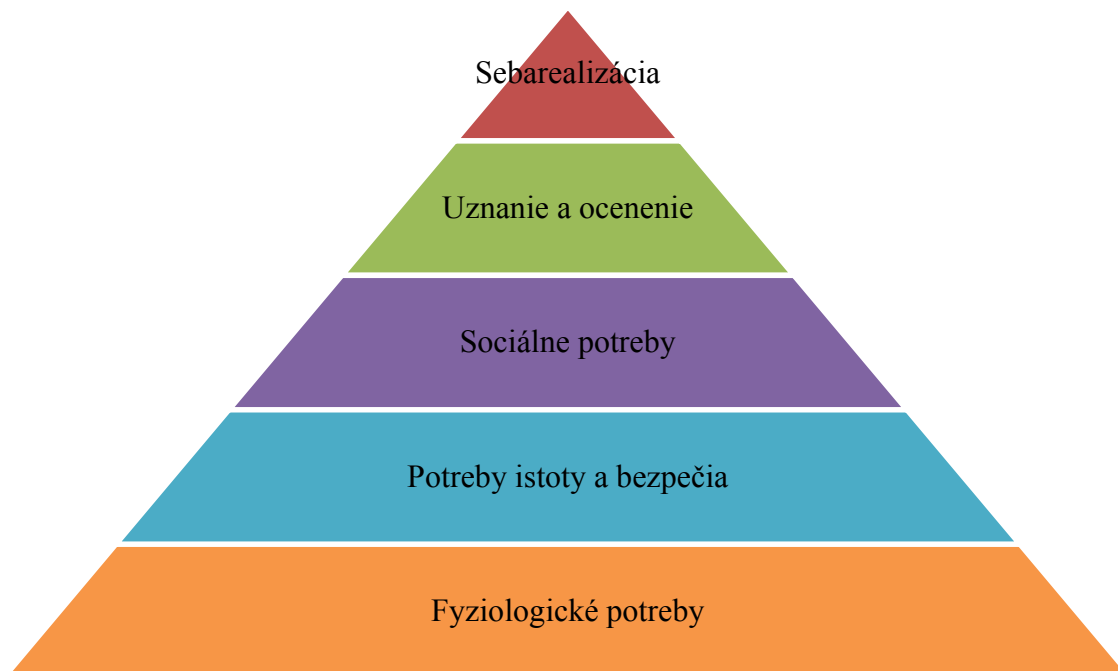 Sebarealizácia
Uznanie a ocenenie
Sociálne potreby
Potreby istoty a bezpečia
Fyziologické potreby